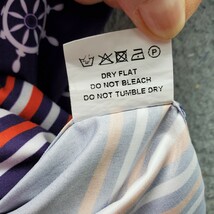 P
DRY FLAT
DO NOT BLEACH
DO NOT TUMBLE DRY